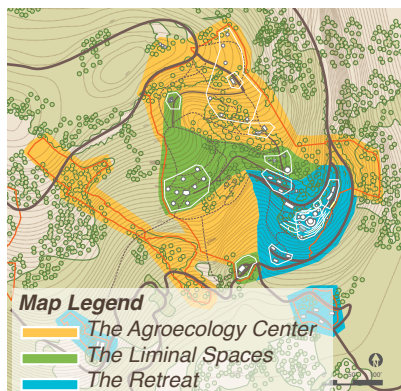 Map Legend
The Agroecology Center
The Liminal Spaces
The Retreat